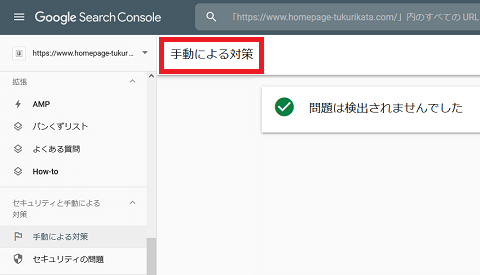 Google Search Console
「https://www.homepage-tukurikata.com/」内のすべての URL
https://www.homepage-tukur...
手動による対策
問題は検出されませんでした
拡張
AMP
パンくずリスト
よくある質問
How-to
セキュリティと手動による
対策
手動による対策
セキュリティの問題